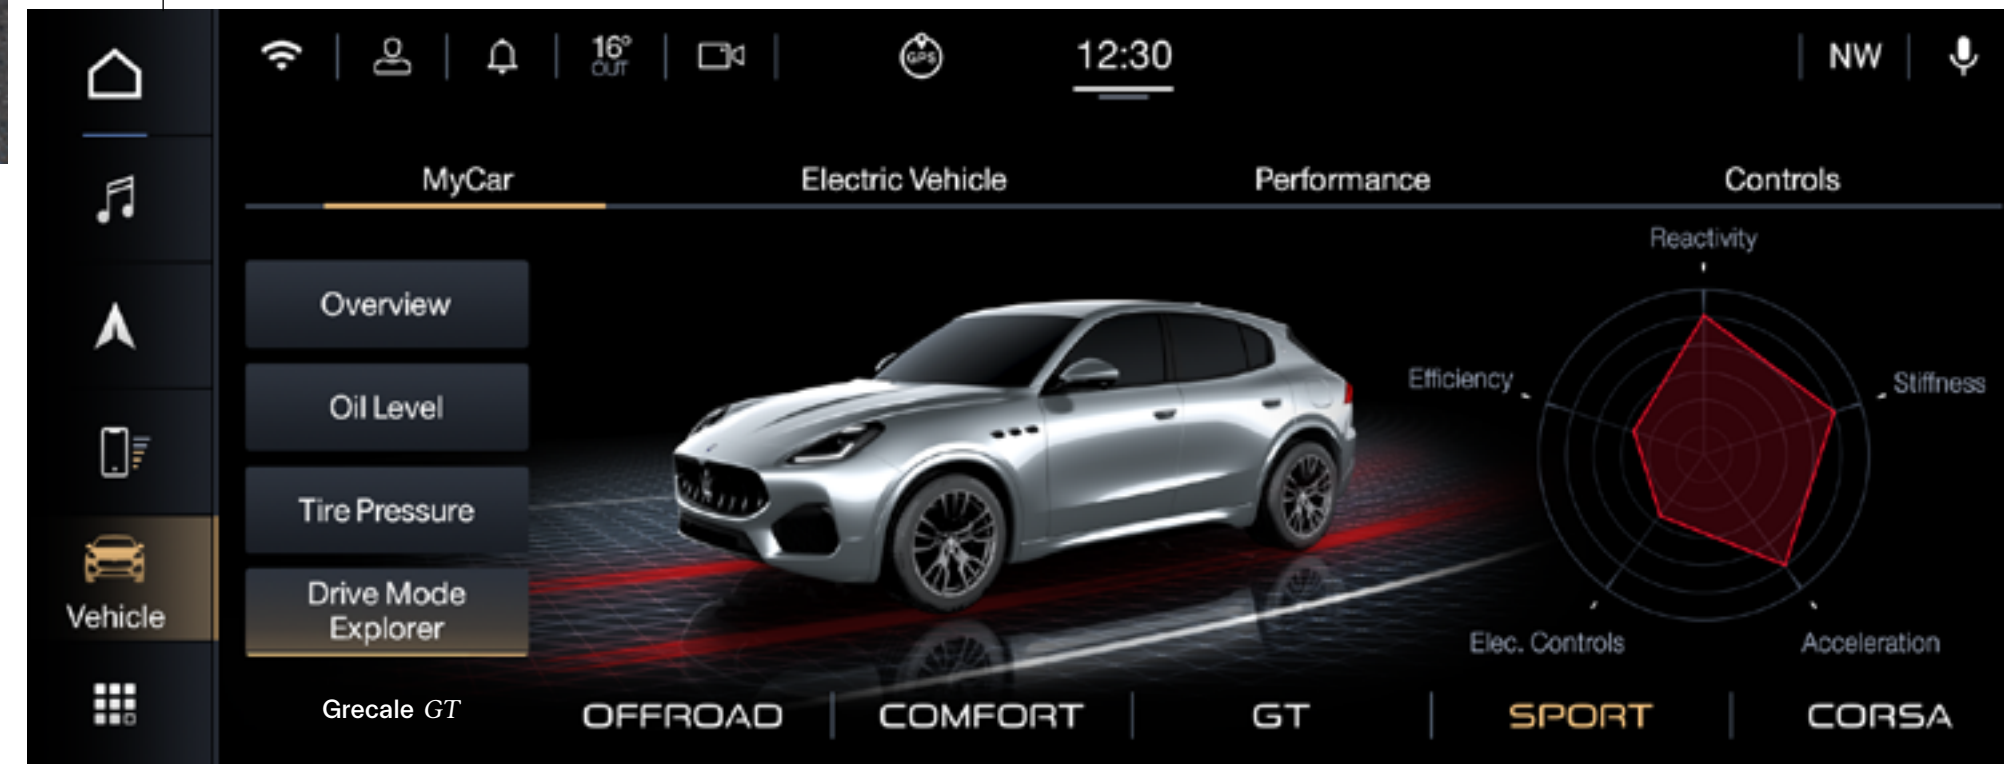 16°
OUT
GPS
12:30
NW
MyCar
Electric Vehicle
Performance
Controls
Overview
Oil Level
Tire Pressure
Drive Mode
Explorer
Vehicle
Reactivity
Stiffness
Efficiency
Elec. Controls
Acceleration
Grecale GT
OFFROAD
COMFORT
GT
SPORT
CORSA